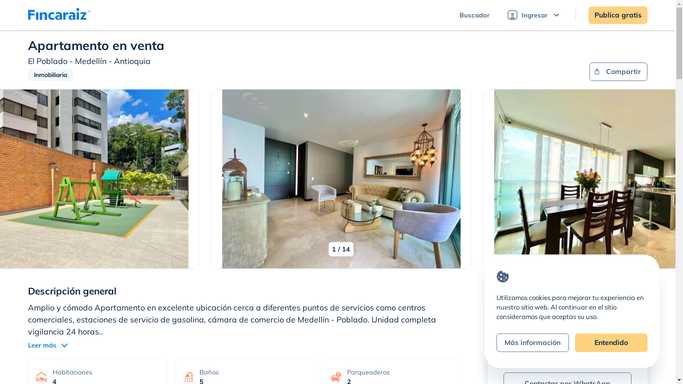 Fincaraiz
Buscador
Ingresar
Publica gratis
Apartamento en venta
El Poblado - Medellín - Antioquia
Inmobiliaria
Compartir
1 / 14
Descripción general
Amplio y cómodo Apartamento en excelente ubicación cerca a diferentes puntos de servicios como centros
comerciales, estaciones de servicio de gasolina, cámara de comercio de Medellín - Poblado. Unidad completa
vigilancia 24 horas..
Leer más
Habitaciones
4
Baños
5
Parqueaderos
2
Utilizamos cookies para mejorar tu experiencia en
nuestro sitio web. Al continuar en el sitio
consideramos que aceptas su uso.
Más información
Entendido
Contactar por WhatsApp